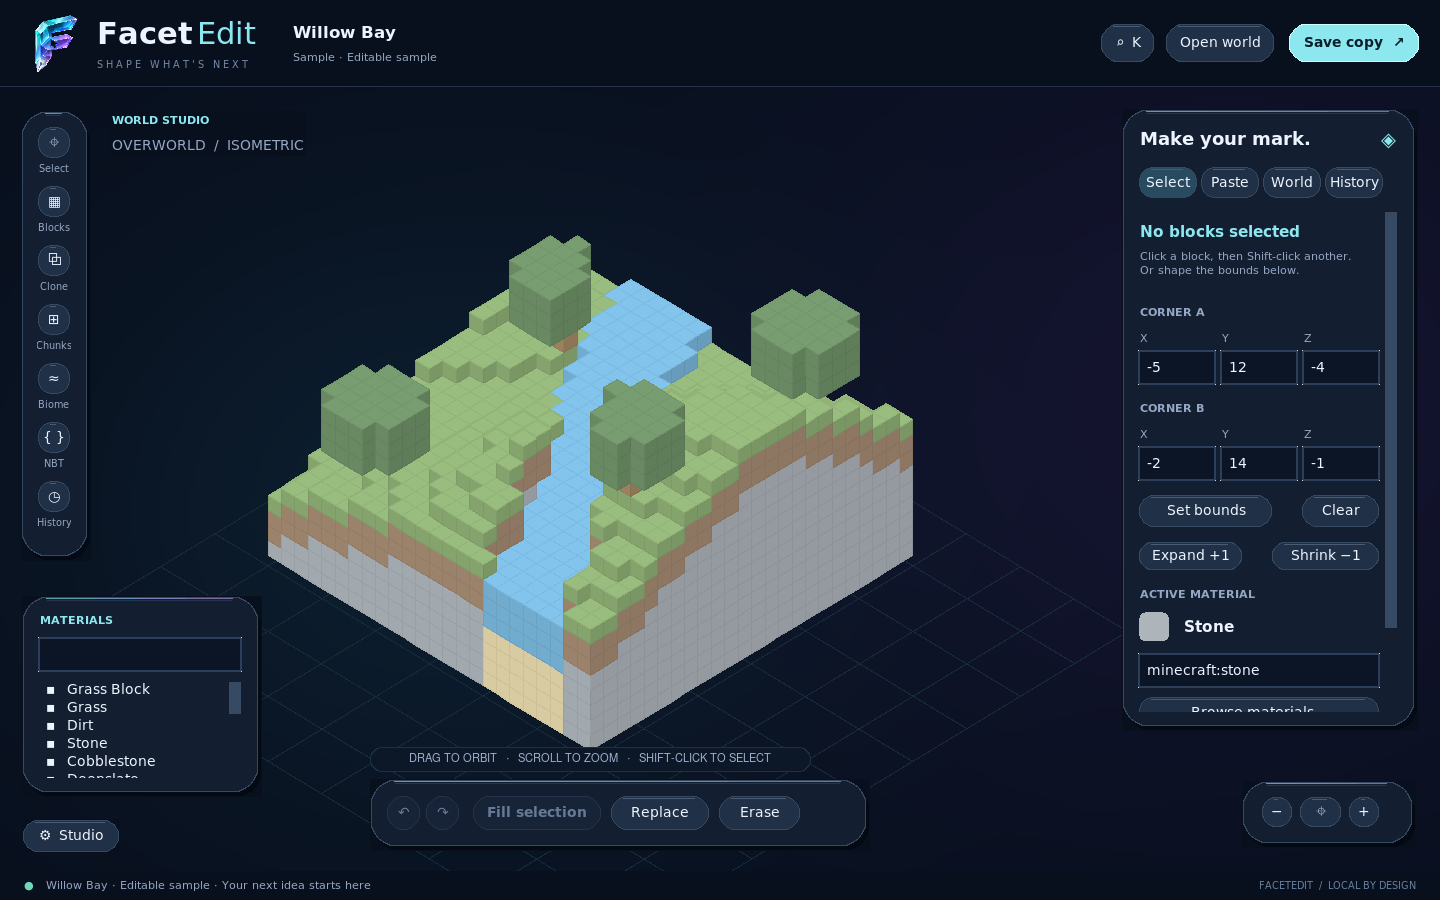 FacetEdit
SHAPE WHAT'S NEXT
Willow Bay
Sample · Editable sample
⌕ K
Open world
Save copy ↗
Select
Blocks
Clone
Chunks
Biome
{ } NBT
History
WORLD STUDIO
OVERWORLD / ISOMETRIC
MATERIALS
Grass Block
Grass
Dirt
Stone
Cobblestone
Deepslate
⚙ Studio
DRAG TO ORBIT · SCROLL TO ZOOM · SHIFT-CLICK TO SELECT
↶ ↷ Fill selection Replace Erase
Make your mark.
Select Paste World History
No blocks selected
Click a block, then Shift-click another.
Or shape the bounds below.
CORNER A
X Y Z
-5 12 -4
CORNER B
X Y Z
-2 14 -1
Set bounds Clear
Expand +1 Shrink −1
ACTIVE MATERIAL
Stone
minecraft:stone
Browse materials
− +
Willow Bay · Editable sample · Your next idea starts here
FACETEDIT / LOCAL BY DESIGN